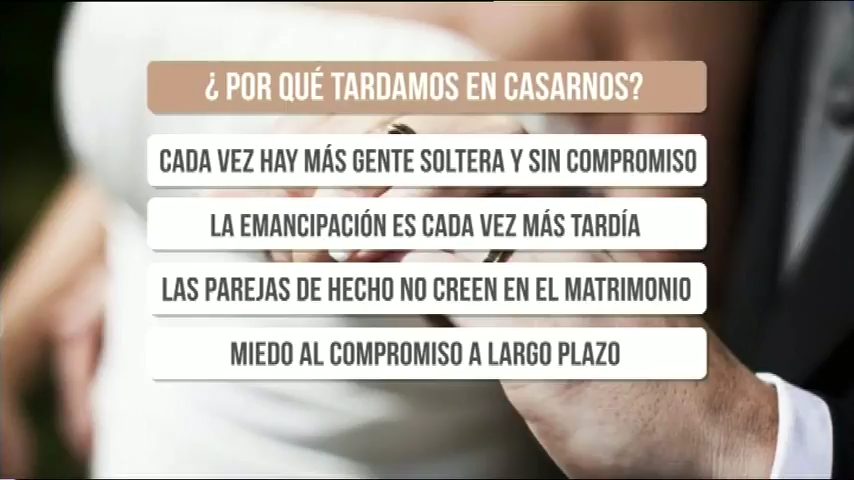 ¿ POR QUÉ TARDAMOS EN CASARNOS?
CADA VEZ HAY MÁS GENTE SOLTERA Y SIN COMPROMISO
LA EMANCIPACIÓN ES CADA VEZ MÁS TARDÍA
LAS PAREJAS DE HECHO NO CREEN EN EL MATRIMONIO
MIEDO AL COMPROMISO A LARGO PLAZO